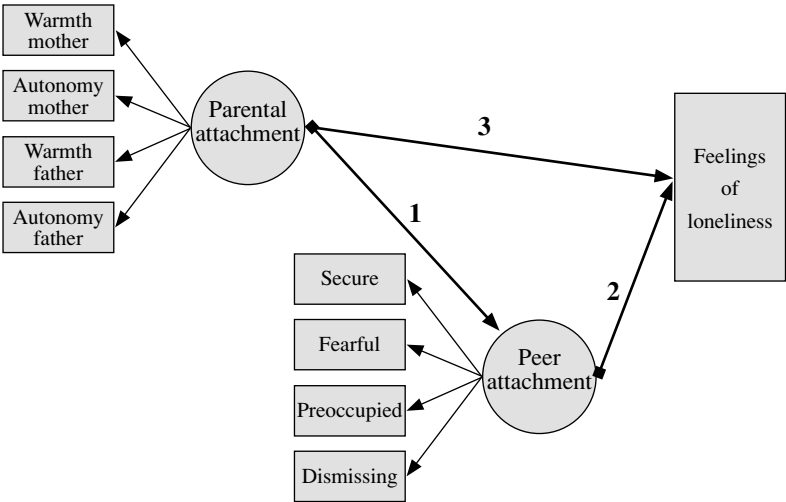 Warmth
mother
Autonomy
mother
Warmth
father
Autonomy
father
Parental
attachment
3
1
2
Feelings
of
loneliness
Secure
Fearful
Preoccupied
Dismissing
Peer
attachment